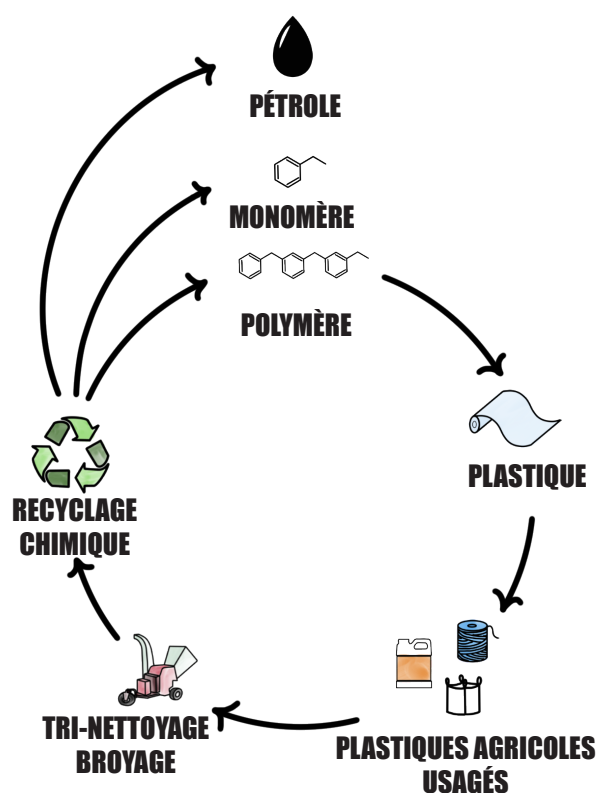 PÉTROLE
MONOMÈRE
POLYMÈRE
PLASTIQUE
RECYCLAGE
CHIMIQUE
TRI-NETTOYAGE
BROYAGE
PLASTIQUES AGRICOLES
USAGÉS